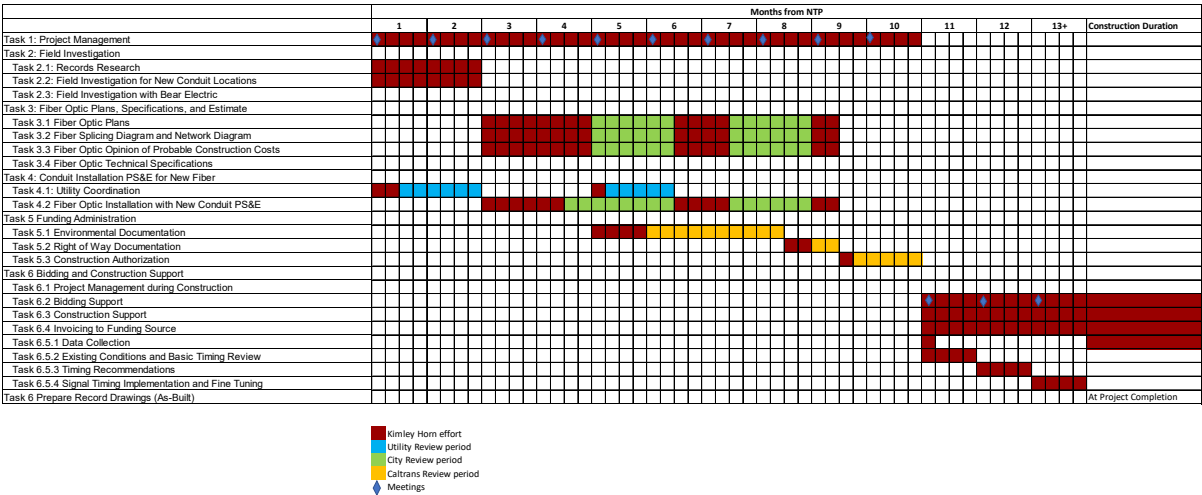 Months from NTP
1 2 3 4 5 6 7 8 9 10 11 12 13+ Construction Duration
Task 1: Project Management
Task 2: Field Investigation
Task 2.1: Records Research
Task 2.2: Field Investigation for New Conduit Locations
Task 2.3: Field Investigation with Bear Electric
Task 3: Fiber Optic Plans, Specifications, and Estimate
Task 3.1 Fiber Optic Plans
Task 3.2 Fiber Splicing Diagram and Network Diagram
Task 3.3 Fiber Optic Opinion of Probable Construction Costs
Task 3.4 Fiber Optic Technical Specifications
Task 4: Conduit Installation PS&E for New Fiber
Task 4.1: Utility Coordination
Task 4.2 Fiber Optic Installation with New Conduit PS&E
Task 5 Funding Administration
Task 5.1 Environmental Documentation
Task 5.2 Right of Way Documentation
Task 5.3 Construction Authorization
Task 6 Bidding and Construction Support
Task 6.1 Project Management during Construction
Task 6.2 Bidding Support
Task 6.3 Construction Support
Task 6.4 Invoicing to Funding Source
Task 6.5.1 Data Collection
Task 6.5.2 Existing Conditions and Basic Timing Review
Task 6.5.3 Timing Recommendations
Task 6.5.4 Signal Timing Implementation and Fine Tuning
Task 6 Prepare Record Drawings (As-Built) At Project Completion
Kimley Horn effort
Utility Review period
City Review period
Caltrans Review period
Meetings